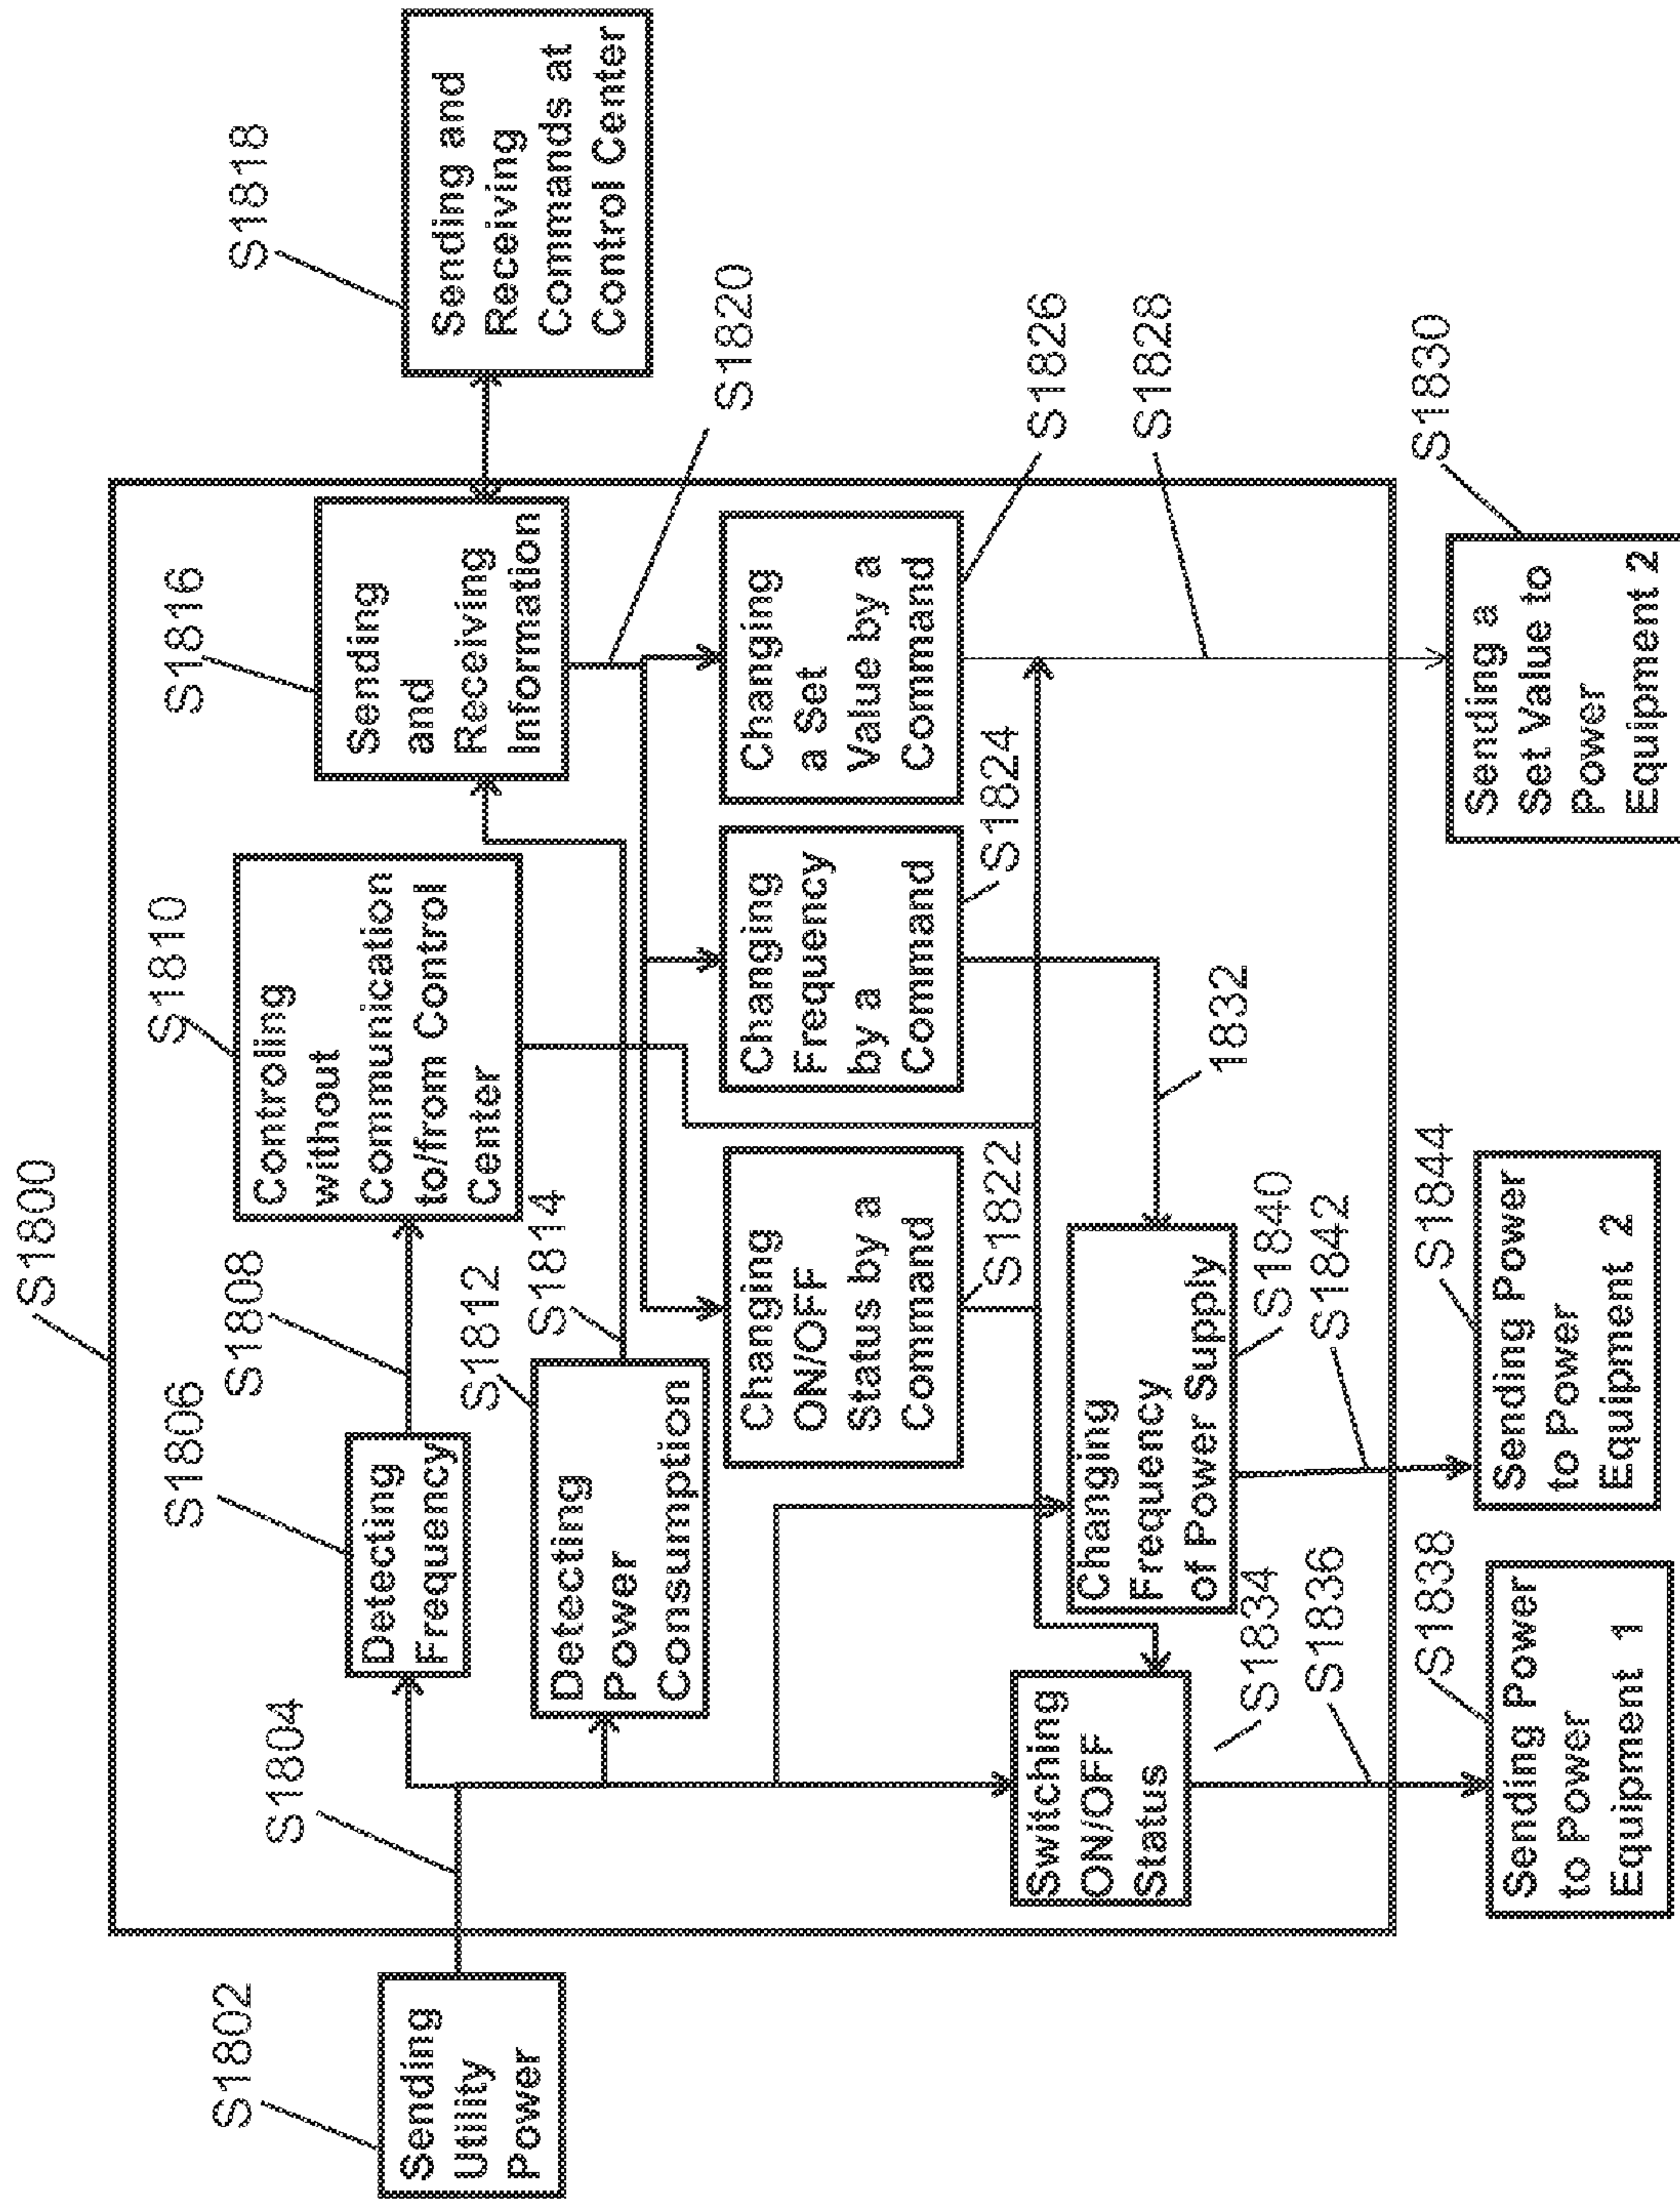 S1800
S1802
Sending
Utility
Power
S1804
S1806
Detecting
Frequency
S1808
S1810
Controling
without
Communication
to/from Control
Center
S1812
Detecting
Power
Consumption
S1814
S1816
Sending
and
Receiving
Information
S1818
Sending and
Receiving
Commands at
Control Center
S1820
Changing
ON/OFF
Status by a
Command
S1822
Changing
Frequency
by a
Command
S1824
Changing
a Set
Value by a
Command
S1826
S1828
S1830
Sending a
Set Value to
Power
Equipment 2
1832
Switching
ON/OFF
Status
S1834
S1836
S1838
Sending Power
to Power
Equipment 1
Changing
Frequency
of Power Supply
S1840
S1842
S1844
Sending Power
to Power
Equipment 2